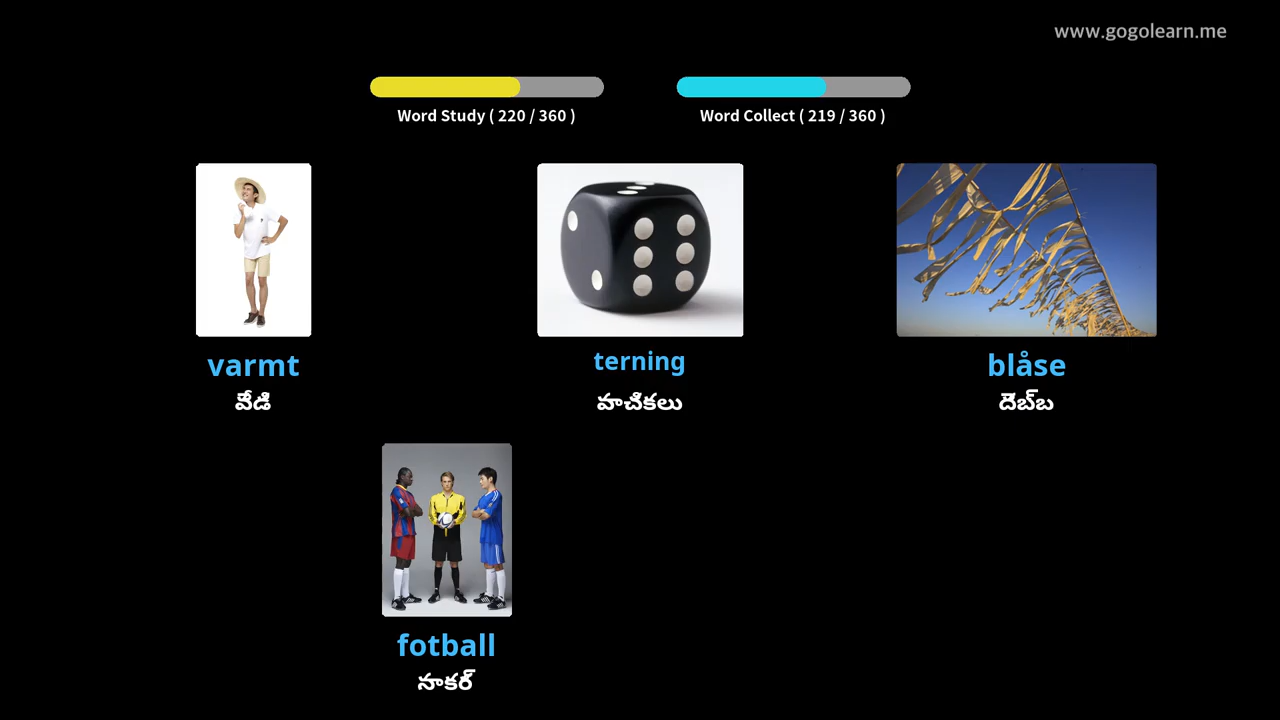 www.gogolearn.me
Word Study ( 220 / 360 )
Word Collect ( 219 / 360 )
varmt
వేడి
terning
పాచికలు
blåse
దెబ్బ
fotball
సాకర్